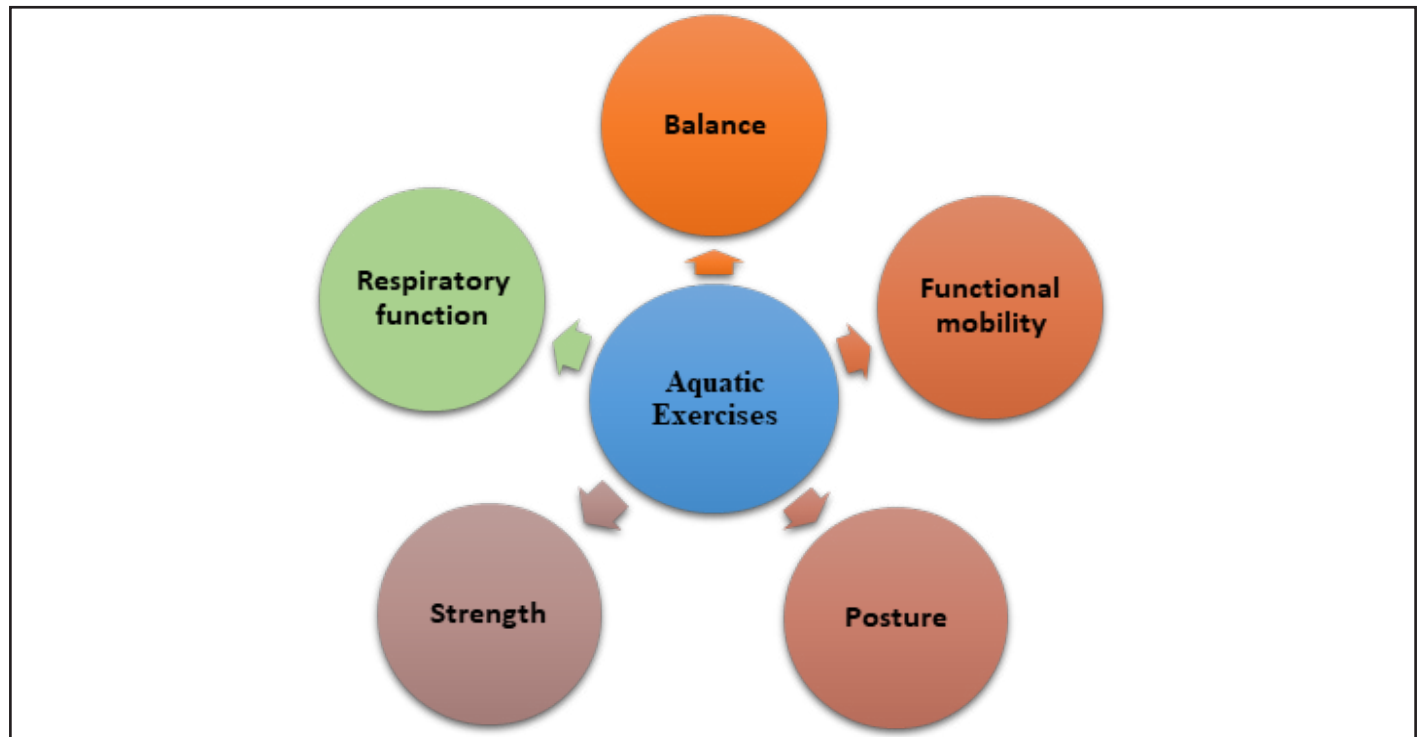 Balance
Functional
mobility
Posture
Strength
Respiratory
function
Aquatic
Exercises